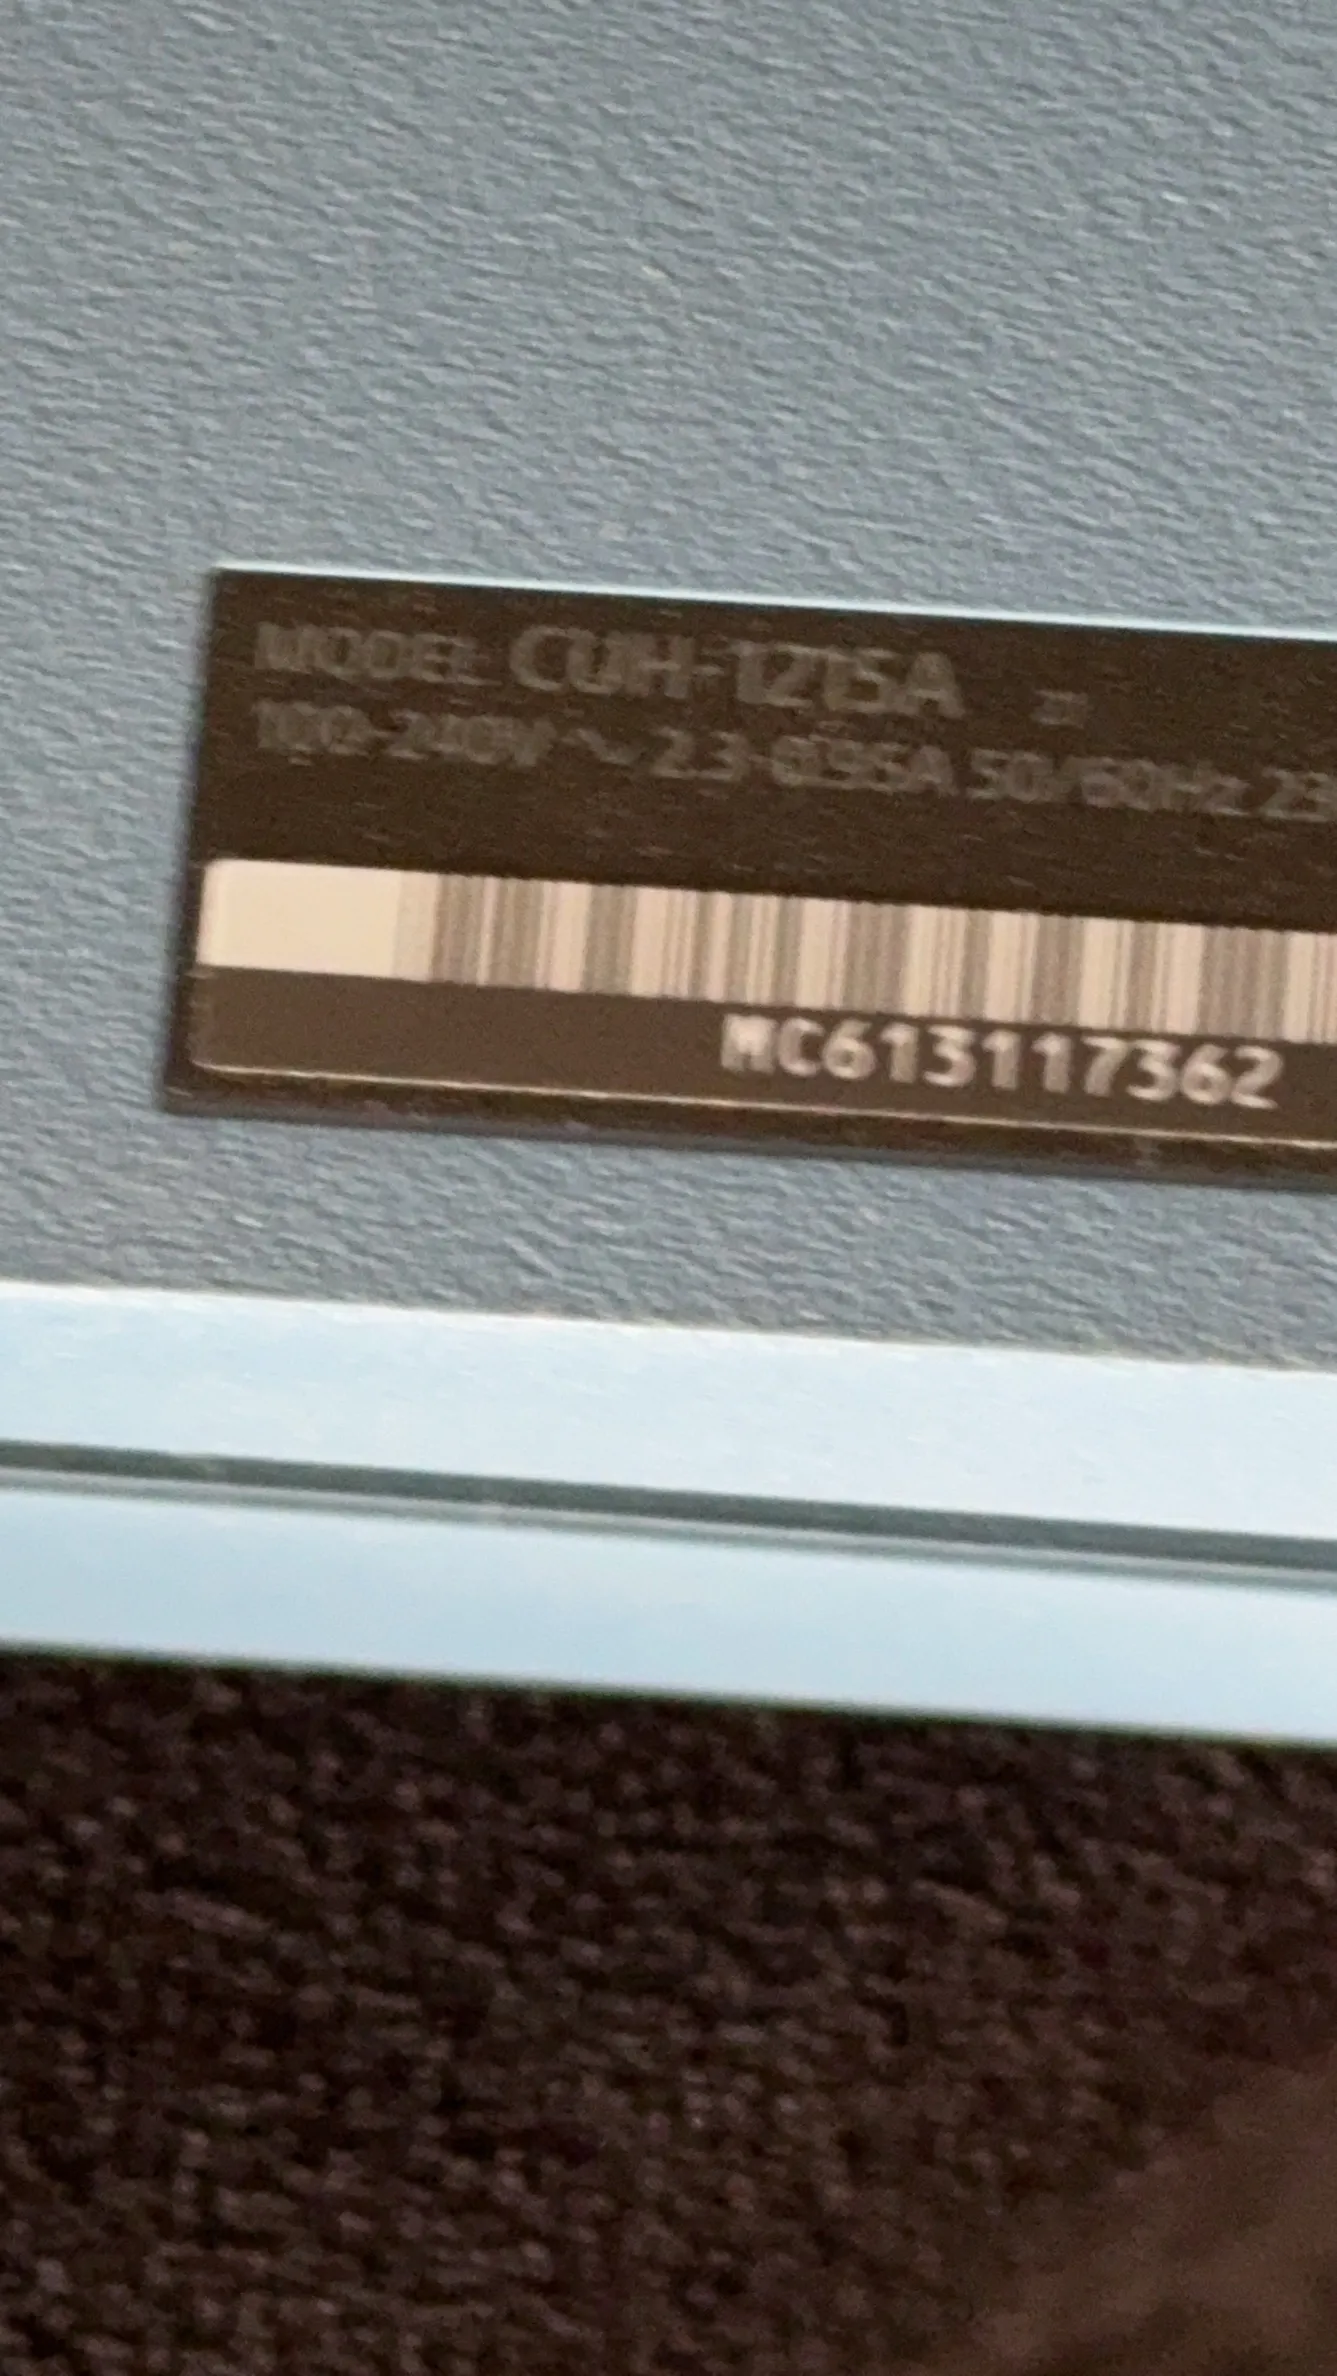 MODEL CUH-1215A
100-240V ~ 2.3-0.95A 50/60Hz
MC613117362